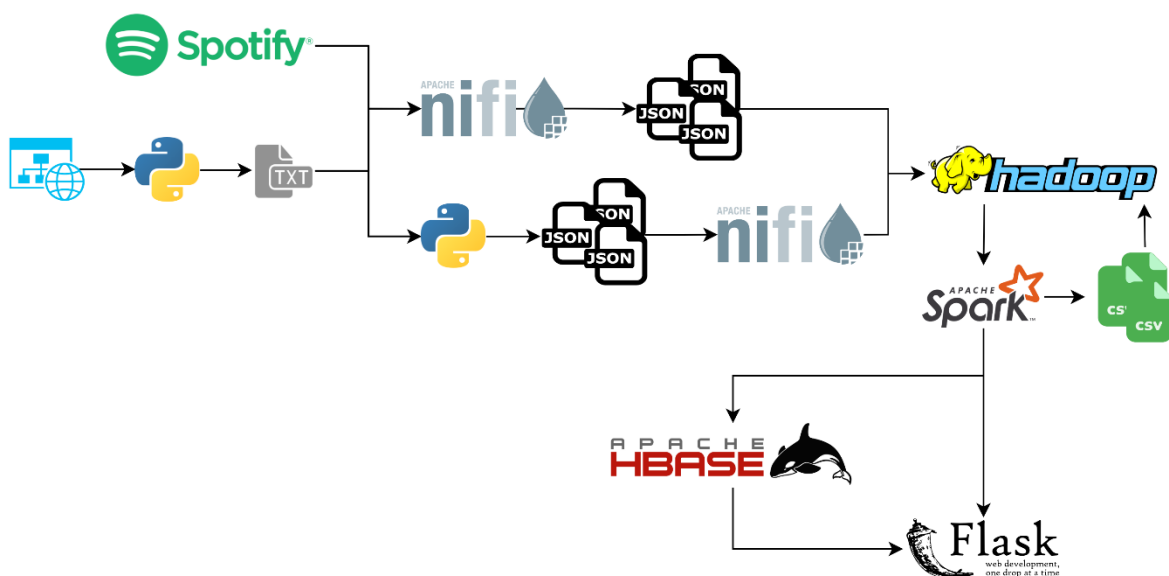 Spotify®
APACHE
nifi
JSON
JSON
JSON
TXT
hadoop
JSON
JSON
JSON
APACHE
nifi
APACHE
Spark
TM
CSV
APACHE
HBASE
Flask
web development,
one drop at a time